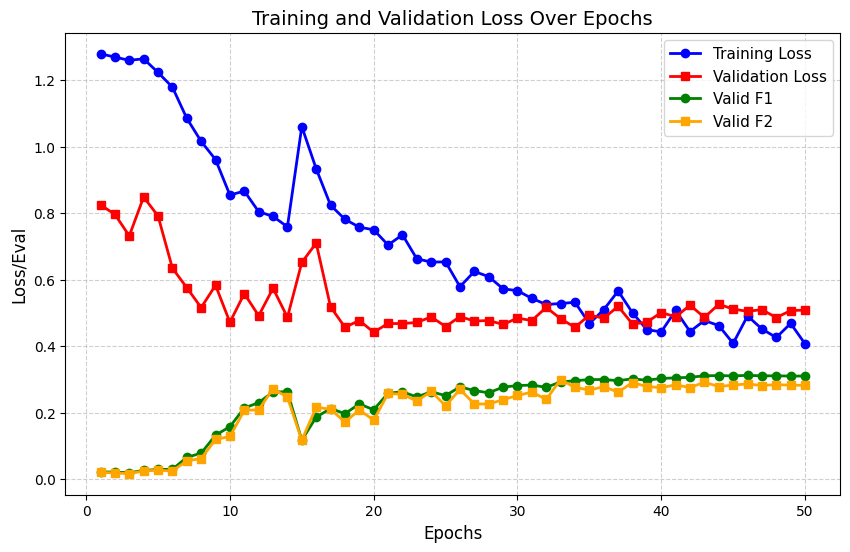 Training and Validation Loss Over Epochs
Training Loss
Validation Loss
Valid F1
Valid F2
Loss/Eval
1.2
1.0
0.8
0.6
0.4
0.2
0.0
0 10 20 30 40 50
Epochs